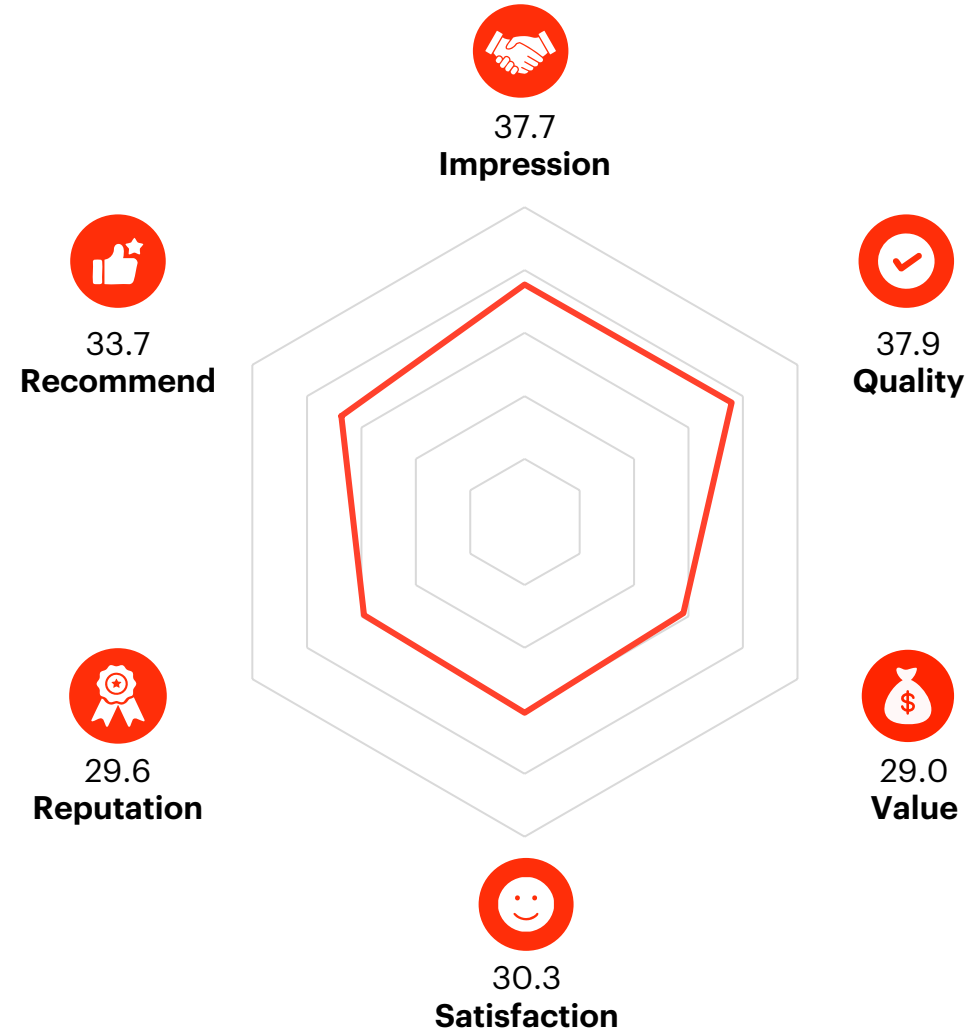 37.7
Impression
33.7
Recommend
37.9
Quality
29.6
Reputation
$
29.0
Value
30.3
Satisfaction